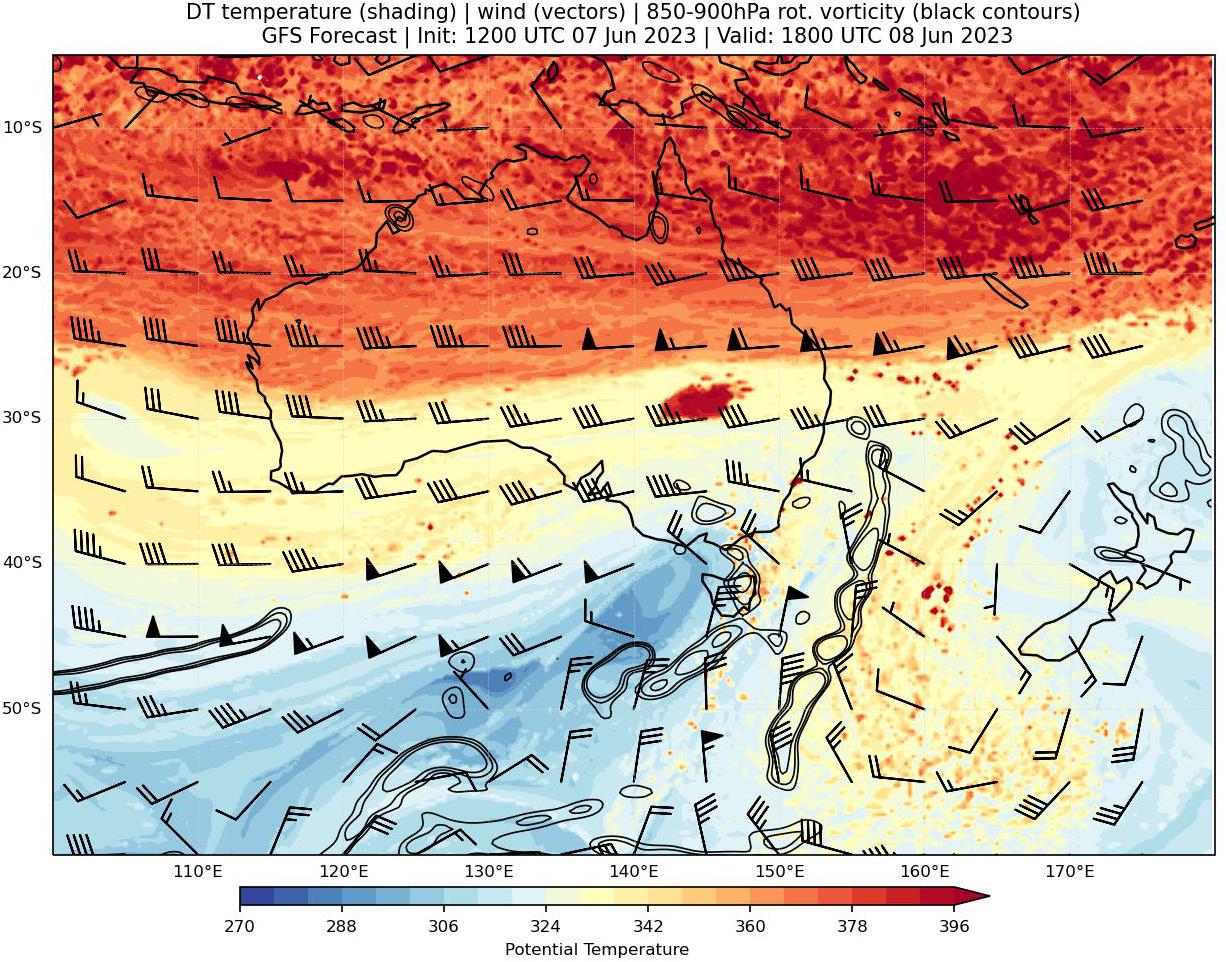 DT temperature (shading) | wind (vectors) | 850-900hPa rot. vorticity (black contours)
GFS Forecast | Init: 1200 UTC 07 Jun 2023 | Valid: 1800 UTC 08 Jun 2023
10°S
20°S
30°S
40°S
50°S
110°E 120°E 130°E 140°E 150°E 160°E 170°E
270 288 306 324 342 360 378 396
Potential Temperature